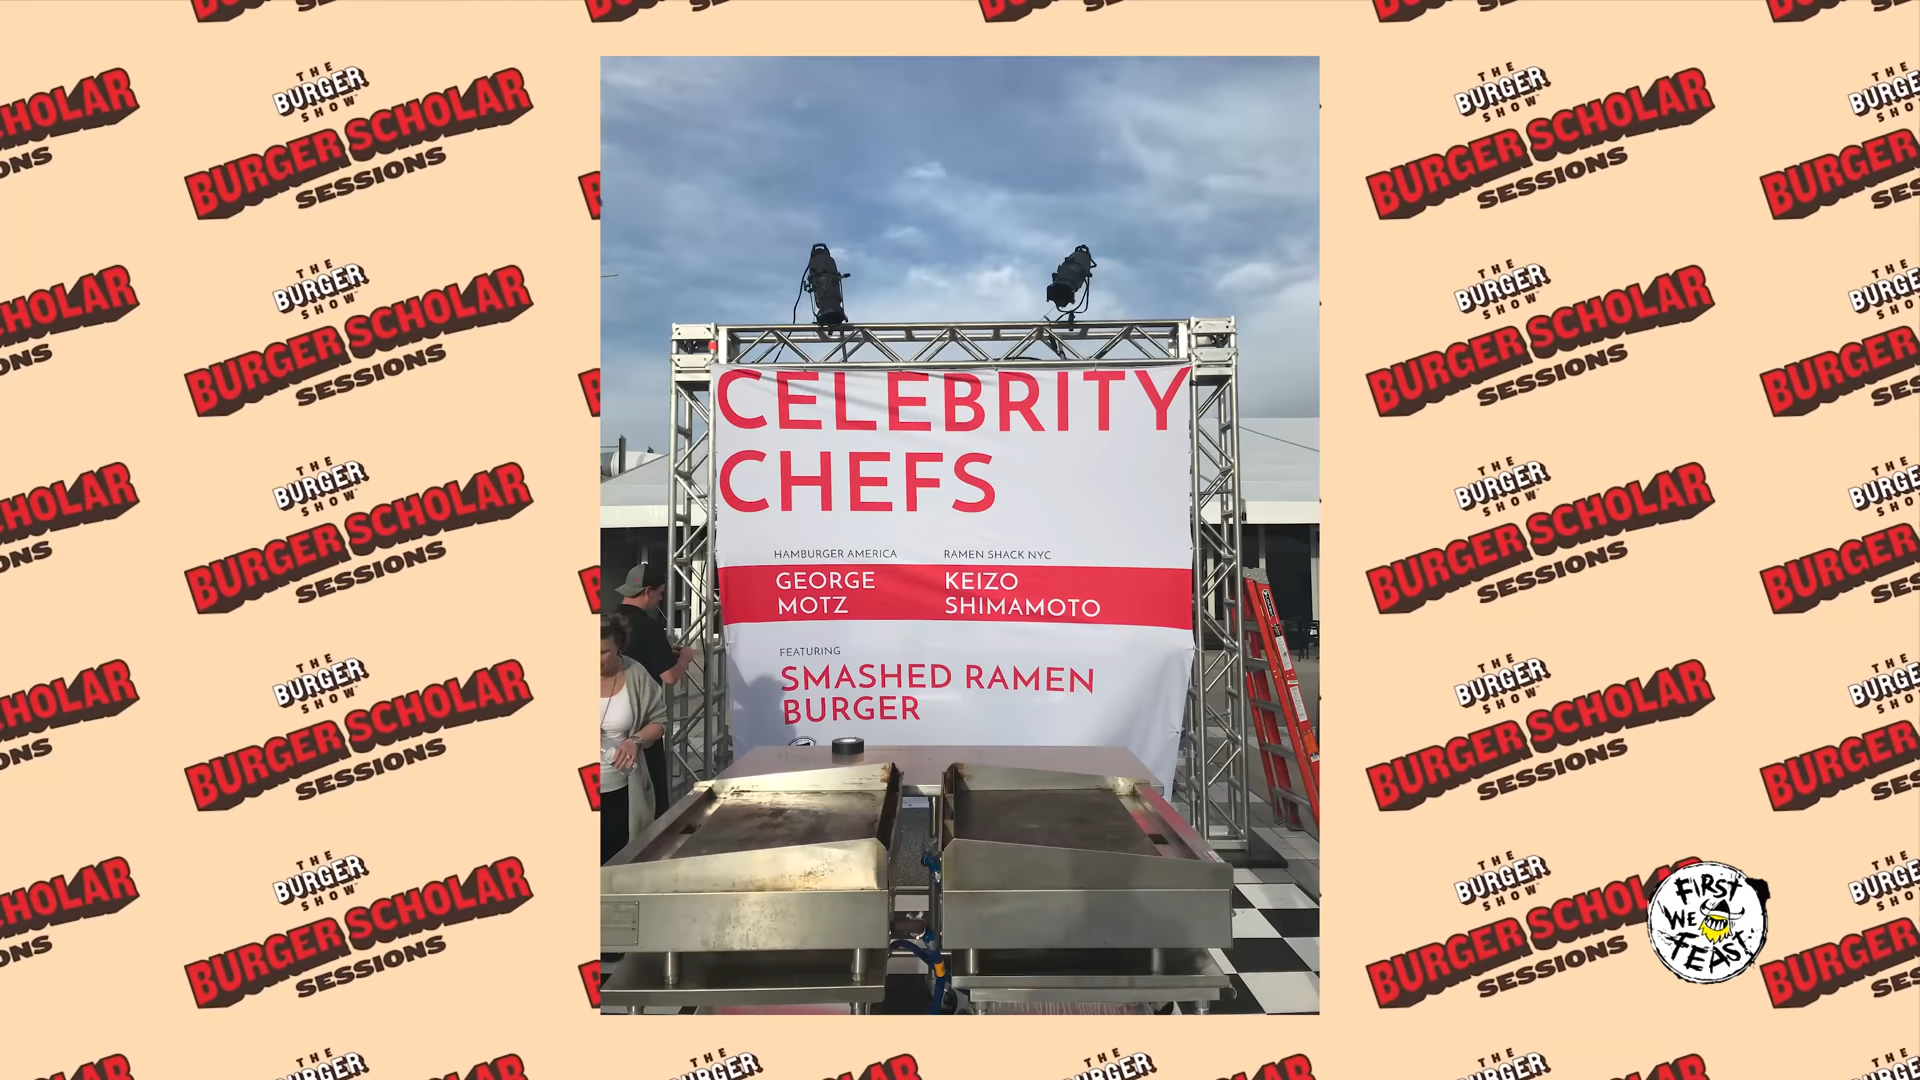 THE
BURGER
SHOW
BURGER SCHOLAR
SESSIONS
CELEBRITY
CHEFS
HAMBURGER AMERICA
RAMEN SHACK NYC
GEORGE
MOTZ
KEIZO
SHIMAMOTO
FEATURING
SMASHED RAMEN
BURGER
FIRST
WE
FEAST